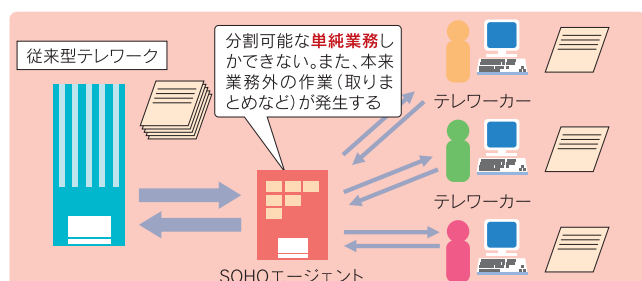 従来型テレワーク
分割可能な単純業務し
かできない。また、本来
業務外の作業(取りま
とめなど)が発生する
テレワーカー
テレワーカー
SOHOエージェント